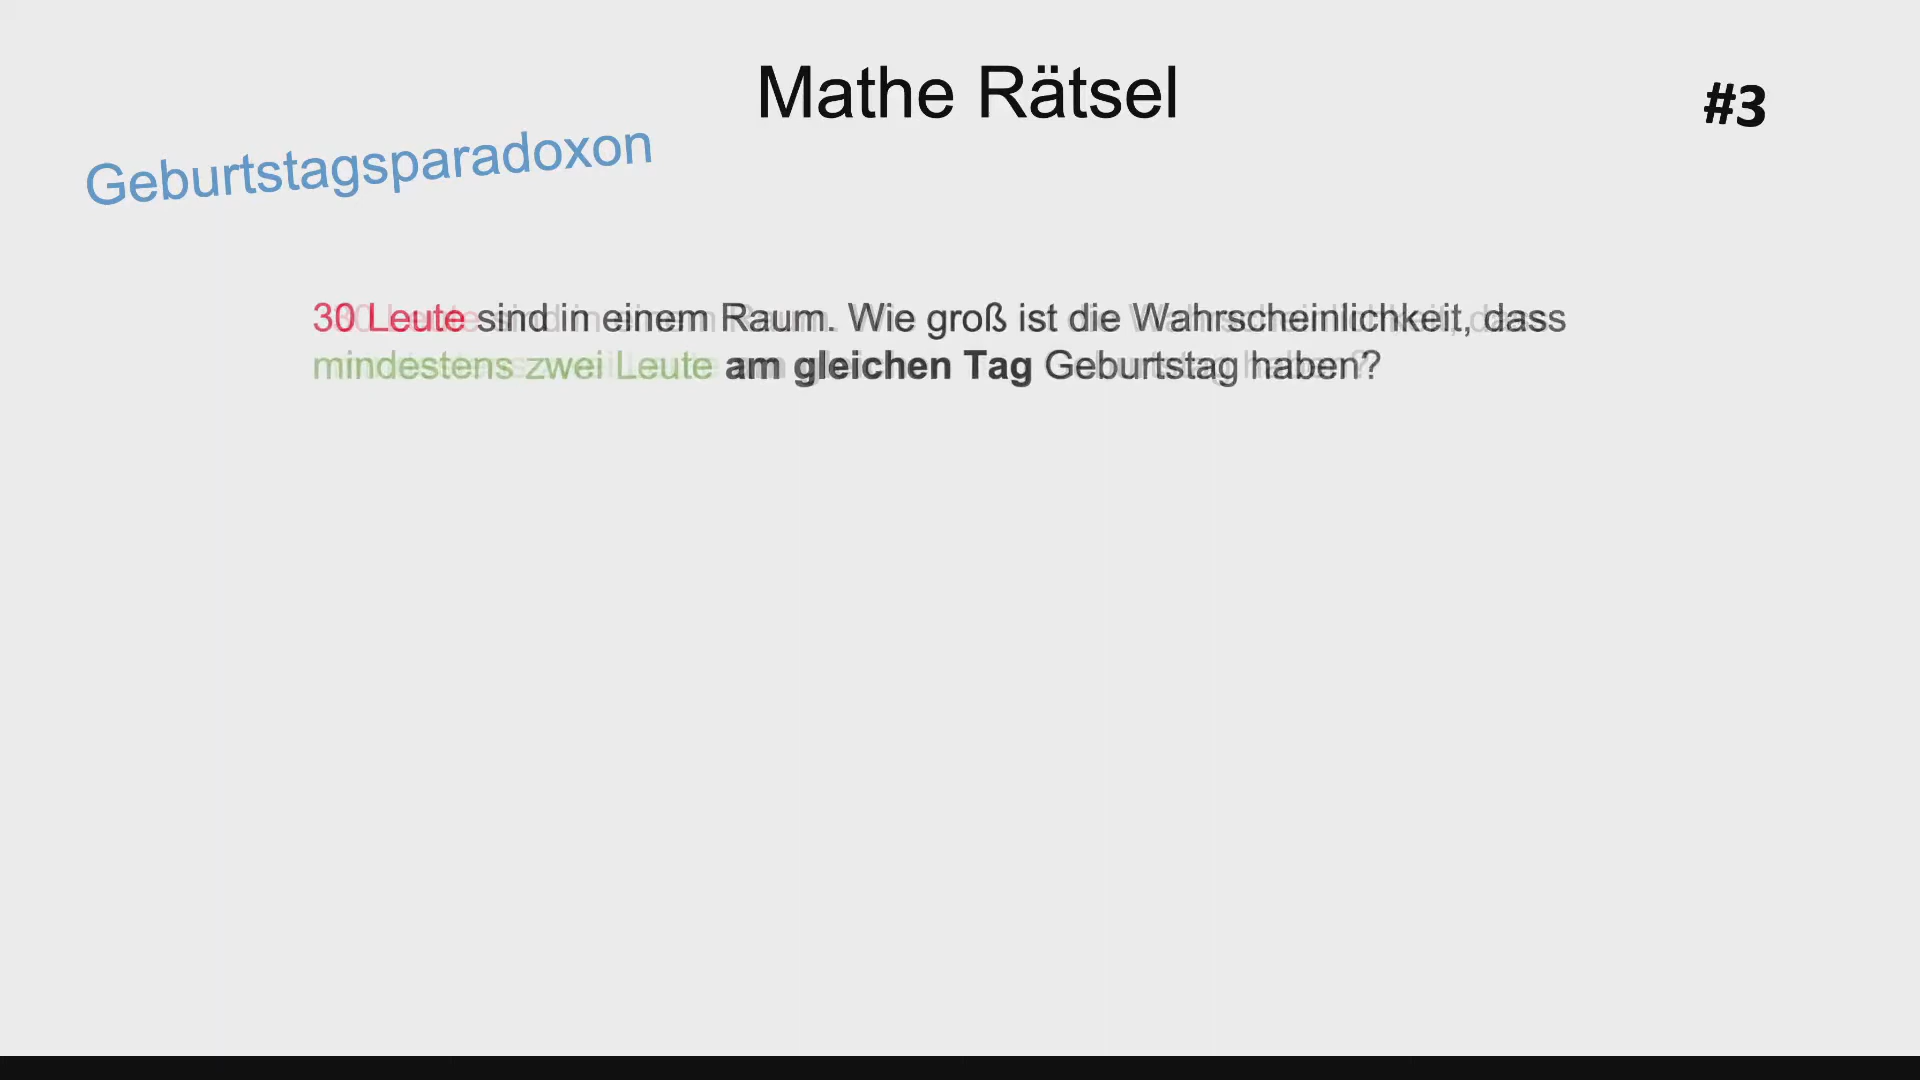 Mathe Rätsel
#3
Geburtstagsparadoxon
30 Leute sind in einem Raum. Wie groß ist die Wahrscheinlichkeit, dass
mindestens zwei Leute am gleichen Tag Geburtstag haben?